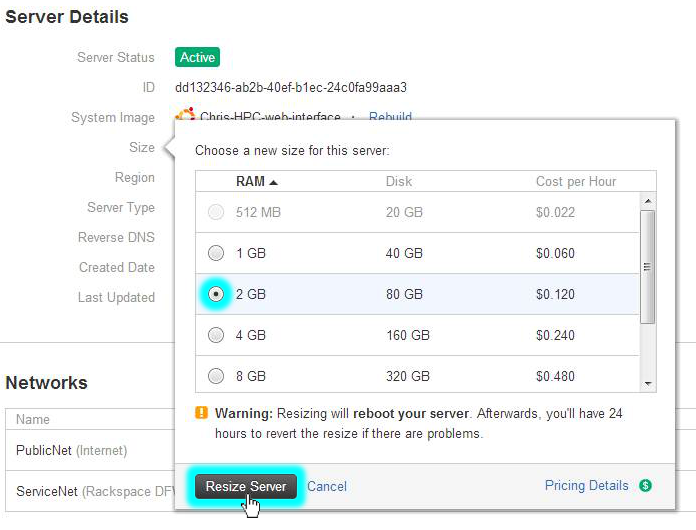 Server Details
Server Status Active
ID dd132346-ab2b-40ef-b1ec-24c0fa99aaa3
System Image Chris-HPC-web-interface · Rebuild
Size
Region
Server Type
Reverse DNS
Created Date
Last Updated
Choose a new size for this server:
RAM Disk Cost per Hour
512 MB 20 GB $0.022
1 GB 40 GB $0.060
2 GB 80 GB $0.120
4 GB 160 GB $0.240
8 GB 320 GB $0.480
Warning: Resizing will reboot your server. Afterwards, you'll have 24
hours to revert the resize if there are problems.
Resize Server Cancel Pricing Details $
Networks
Name
PublicNet (Internet)
ServiceNet (Rackspace DFW